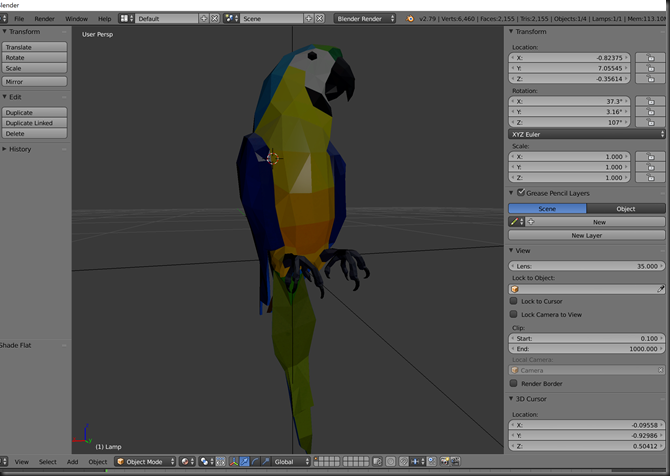 lender
File Render Window Help Default Scene Blender Render v2.79 | Verts:6,460 | Faces:2,155 | Tris:2,155 | Objects:1/4 | Lamps:1/1 | Mem:113.10
Transform
Translate
Rotate
Scale
Mirror
Edit
Duplicate
Duplicate Linked
Delete
History
Shade Flat
User Persp
(1) Lamp
Transform
Location:
X: -0.82375
Y: 7.05545
Z: -0.35614
Rotation:
X: 37.3°
Y: 3.16°
Z: 107°
XYZ Euler
Scale:
X: 1.000
Y: 1.000
Z: 1.000
Grease Pencil Layers
Scene Object
New
New Layer
View
Lens: 35.000
Lock to Object:
Lock to Cursor
Lock Camera to View
Clip:
Start: 0.100
End: 1000.000
Local Camera:
Camera
Render Border
3D Cursor
Location:
X: -0.09558
Y: -0.92986
Z: 0.50412
View Select Add Object Object Mode Global